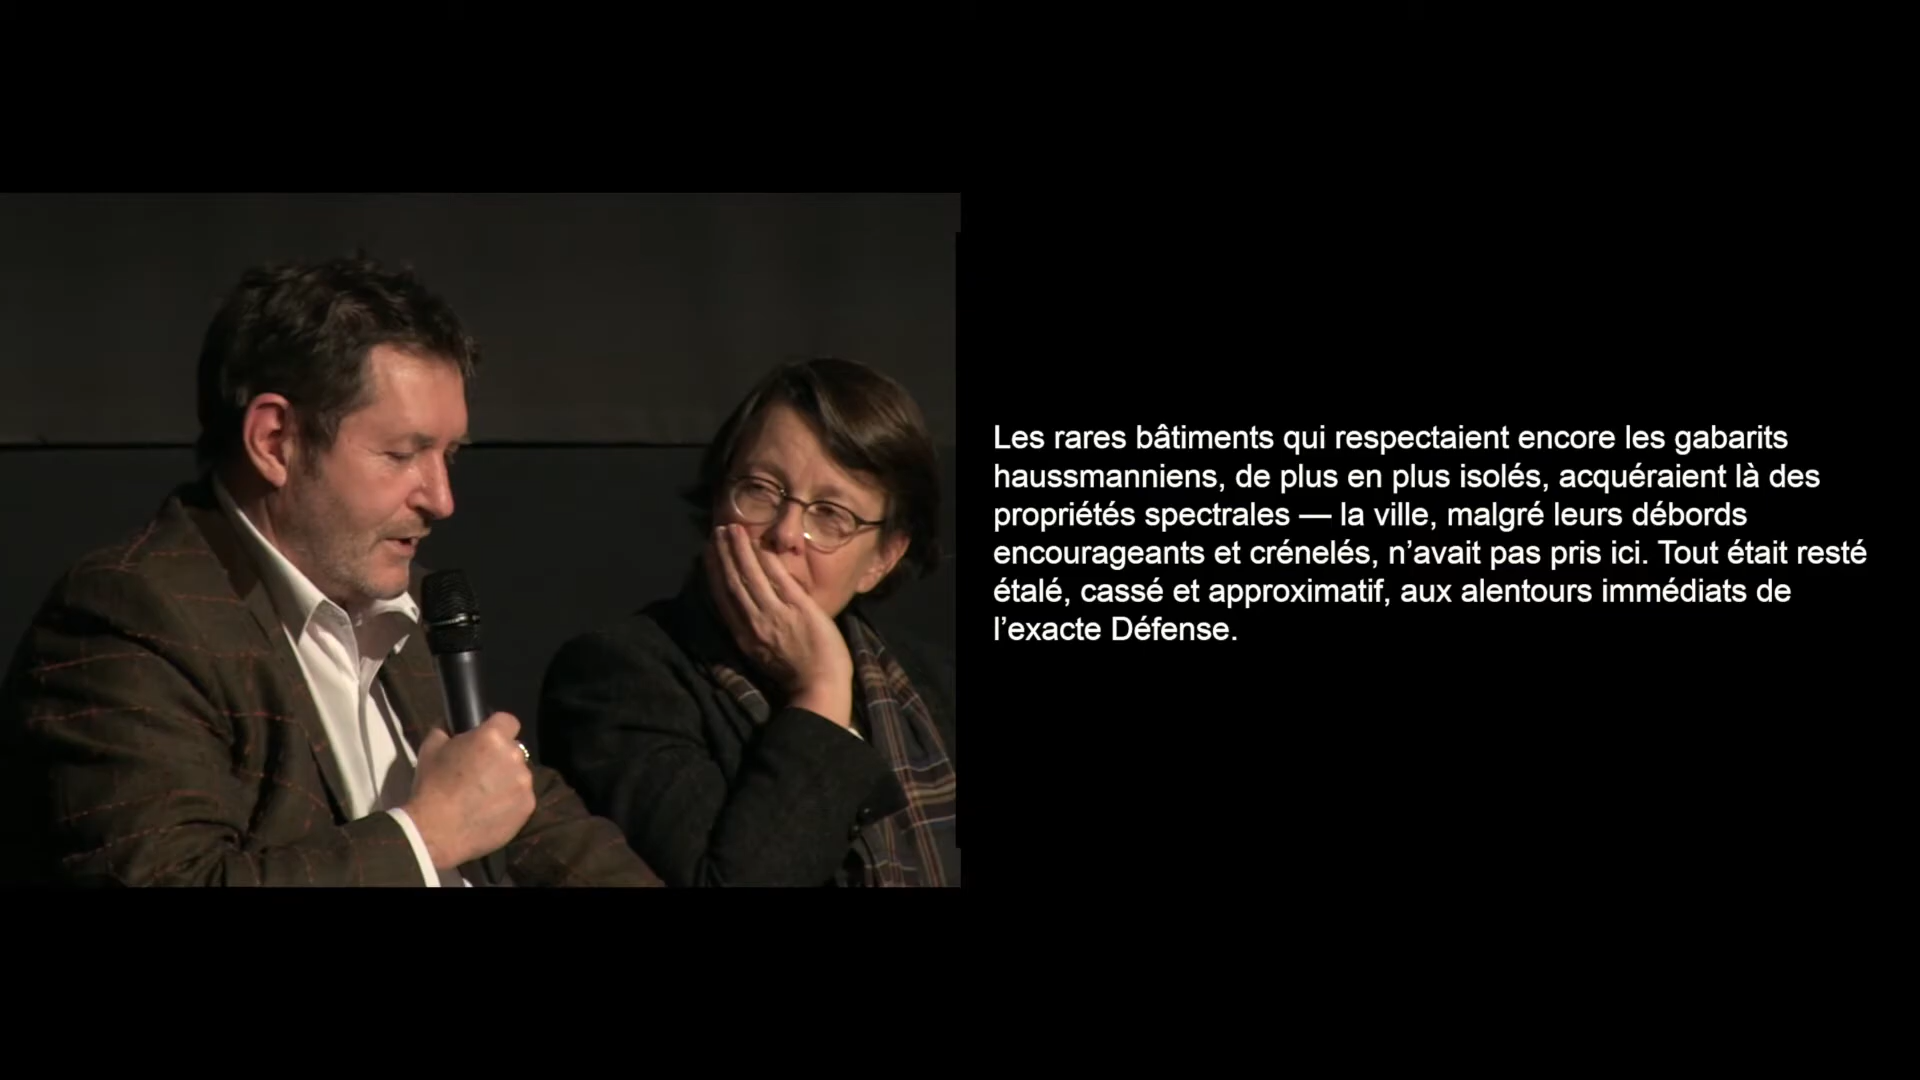 Les rares bâtiments qui respectaient encore les gabarits
haussmanniens, de plus en plus isolés, acquéraient là des
propriétés spectrales — la ville, malgré leurs débords
encourageants et crénelés, n’avait pas pris ici. Tout était resté
étalé, cassé et approximatif, aux alentours immédiats de
l’exacte Défense.